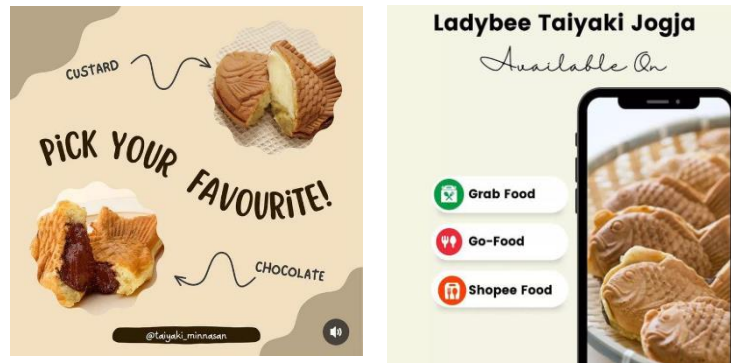 CUSTARD
PiCK YOUR
FAVOURiTE!
CHOCOLATE
@taiyaki_minnasan
Ladybee Taiyaki Jogja
Available On
Grab Food
Go-Food
Shopee Food